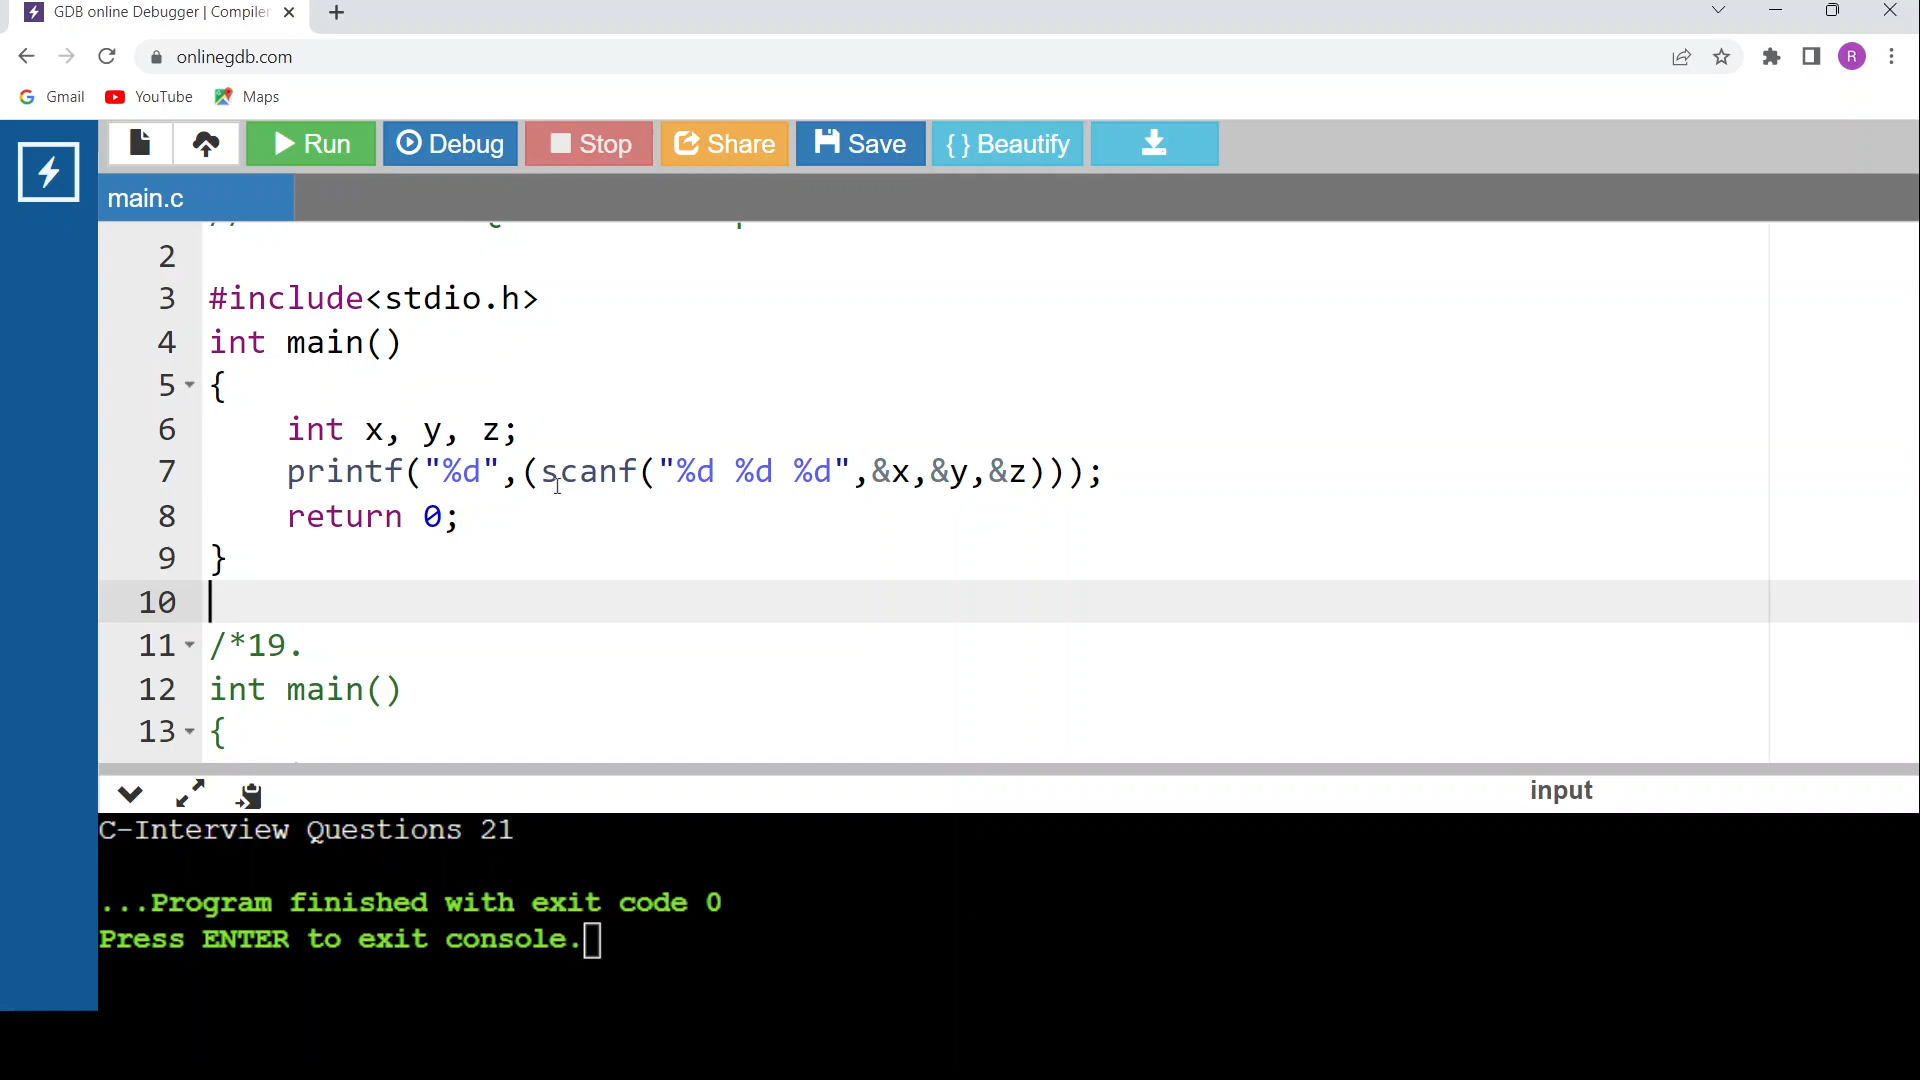 GDB online Debugger | Compiler
onlinegdb.com
R
Gmail YouTube Maps
Run Debug Stop Share Save { } Beautify
main.c
2
3 #include<stdio.h>
4 int main()
5 {
6 int x, y, z;
7 printf("%d",(scanf("%d %d %d",&x,&y,&z)));
8 return 0;
9 }
10
11 /*19.
12 int main()
13 {
input
C-Interview Questions 21
...Program finished with exit code 0
Press ENTER to exit console.